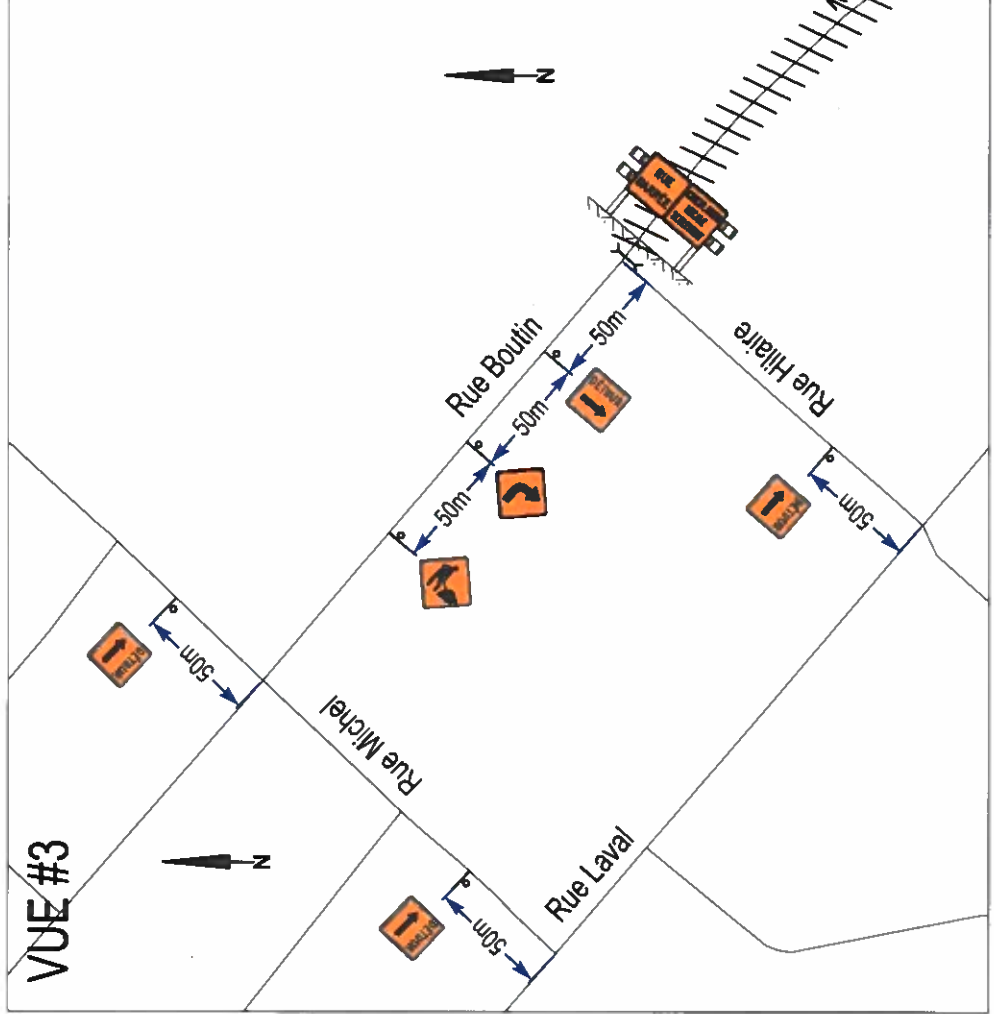 VUE #3
N
N
Rue Boutin
Rue Hilaire
Rue Michel
Rue Laval
50m
50m
50m
50m
50m
50m
DÉTOUR
DÉTOUR
DÉTOUR
DÉTOUR
RUE